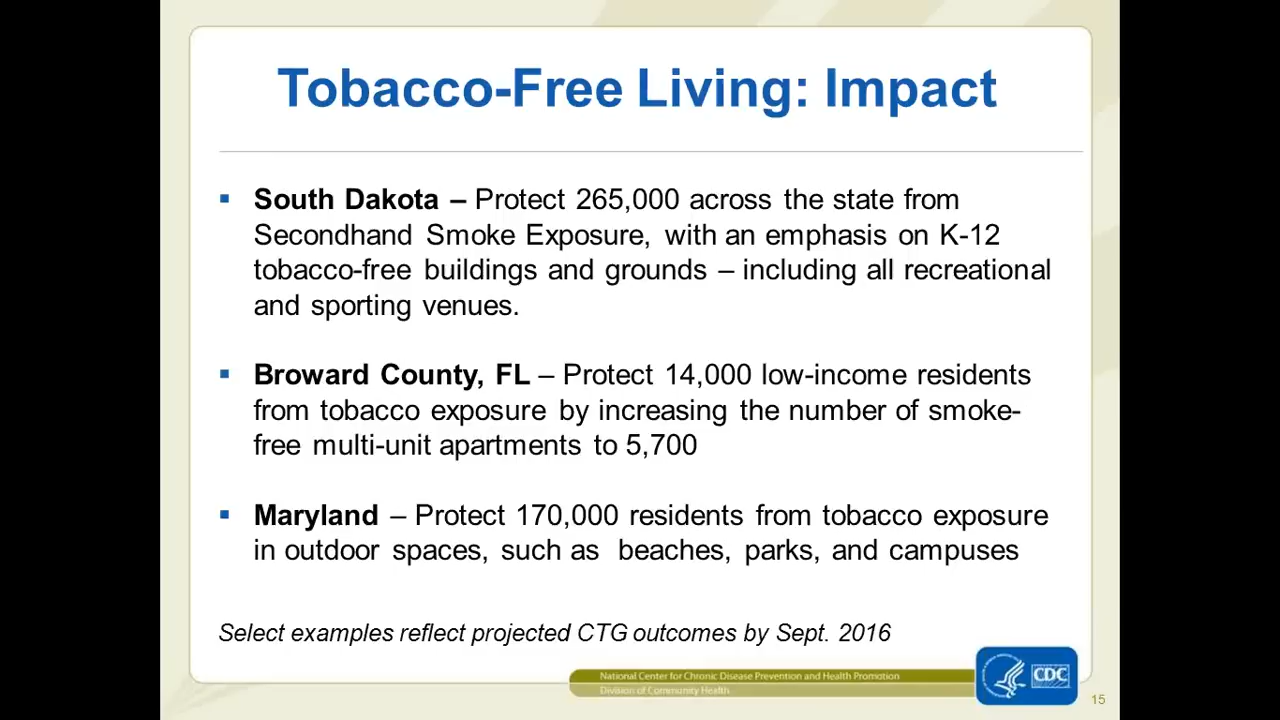 Tobacco-Free Living: Impact
▪ South Dakota – Protect 265,000 across the state from
Secondhand Smoke Exposure, with an emphasis on K-12
tobacco-free buildings and grounds – including all recreational
and sporting venues.
▪ Broward County, FL – Protect 14,000 low-income residents
from tobacco exposure by increasing the number of smoke-
free multi-unit apartments to 5,700
▪ Maryland – Protect 170,000 residents from tobacco exposure
in outdoor spaces, such as beaches, parks, and campuses
Select examples reflect projected CTG outcomes by Sept. 2016
National Center for Chronic Disease Prevention and Health Promotion
Division of Community Health
CDC
15